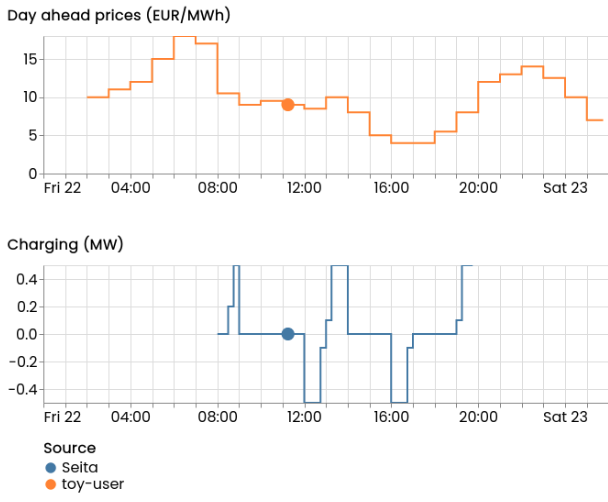 Day ahead prices (EUR/MWh)
15
10
5
0
Fri 22 04:00 08:00 12:00 16:00 20:00 Sat 23
Charging (MW)
0.4
0.2
0.0
−0.2
−0.4
Fri 22 04:00 08:00 12:00 16:00 20:00 Sat 23
Source
Seita
toy-user